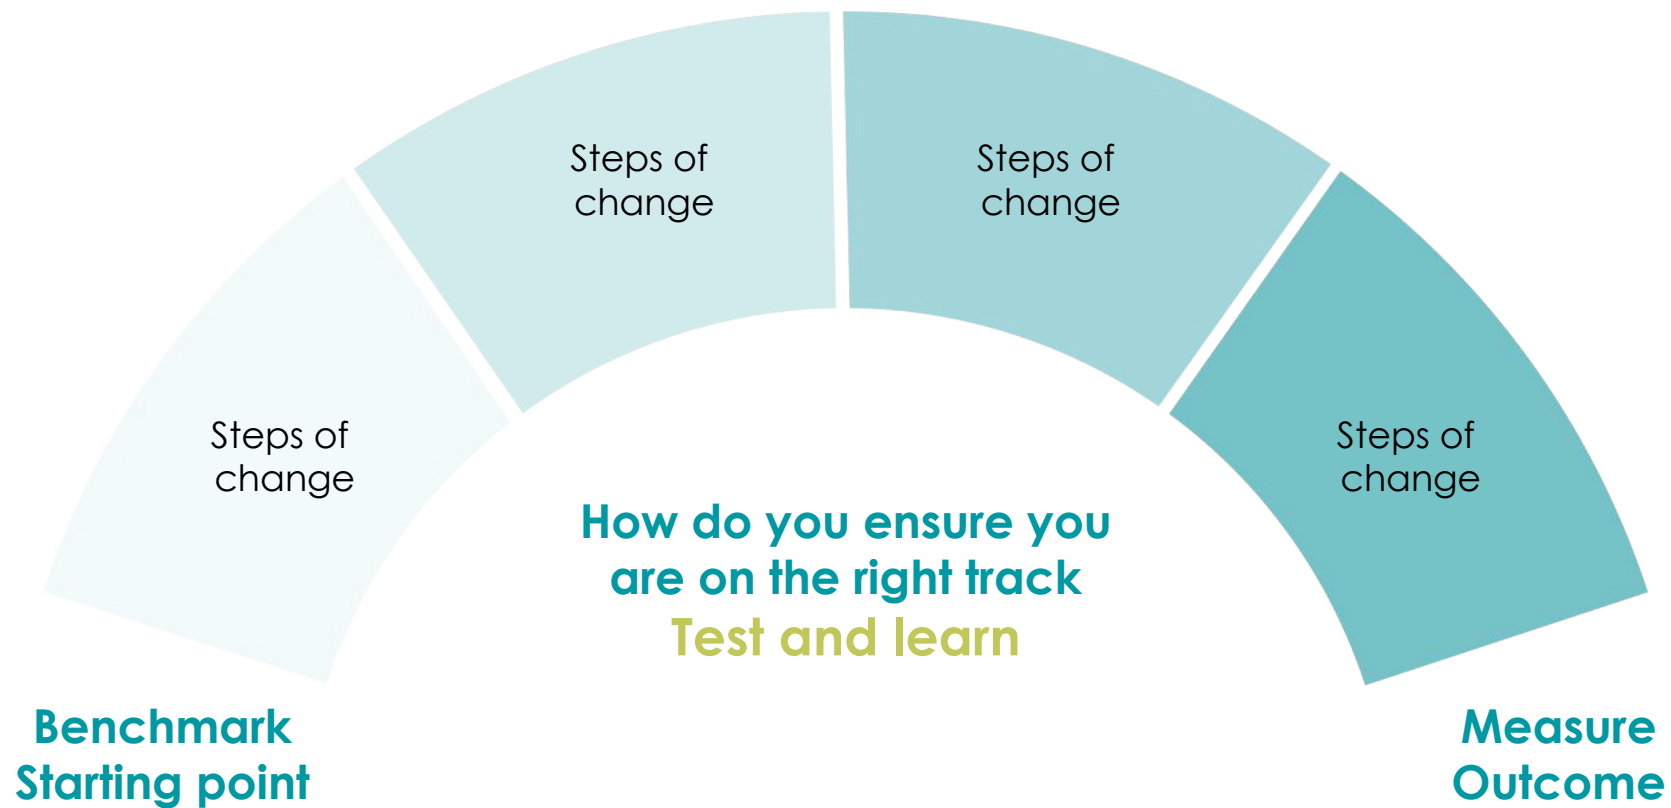 Steps of
change
Steps of
change
Steps of
change
Steps of
change
How do you ensure you
are on the right track
Test and learn
Benchmark
Starting point
Measure
Outcome